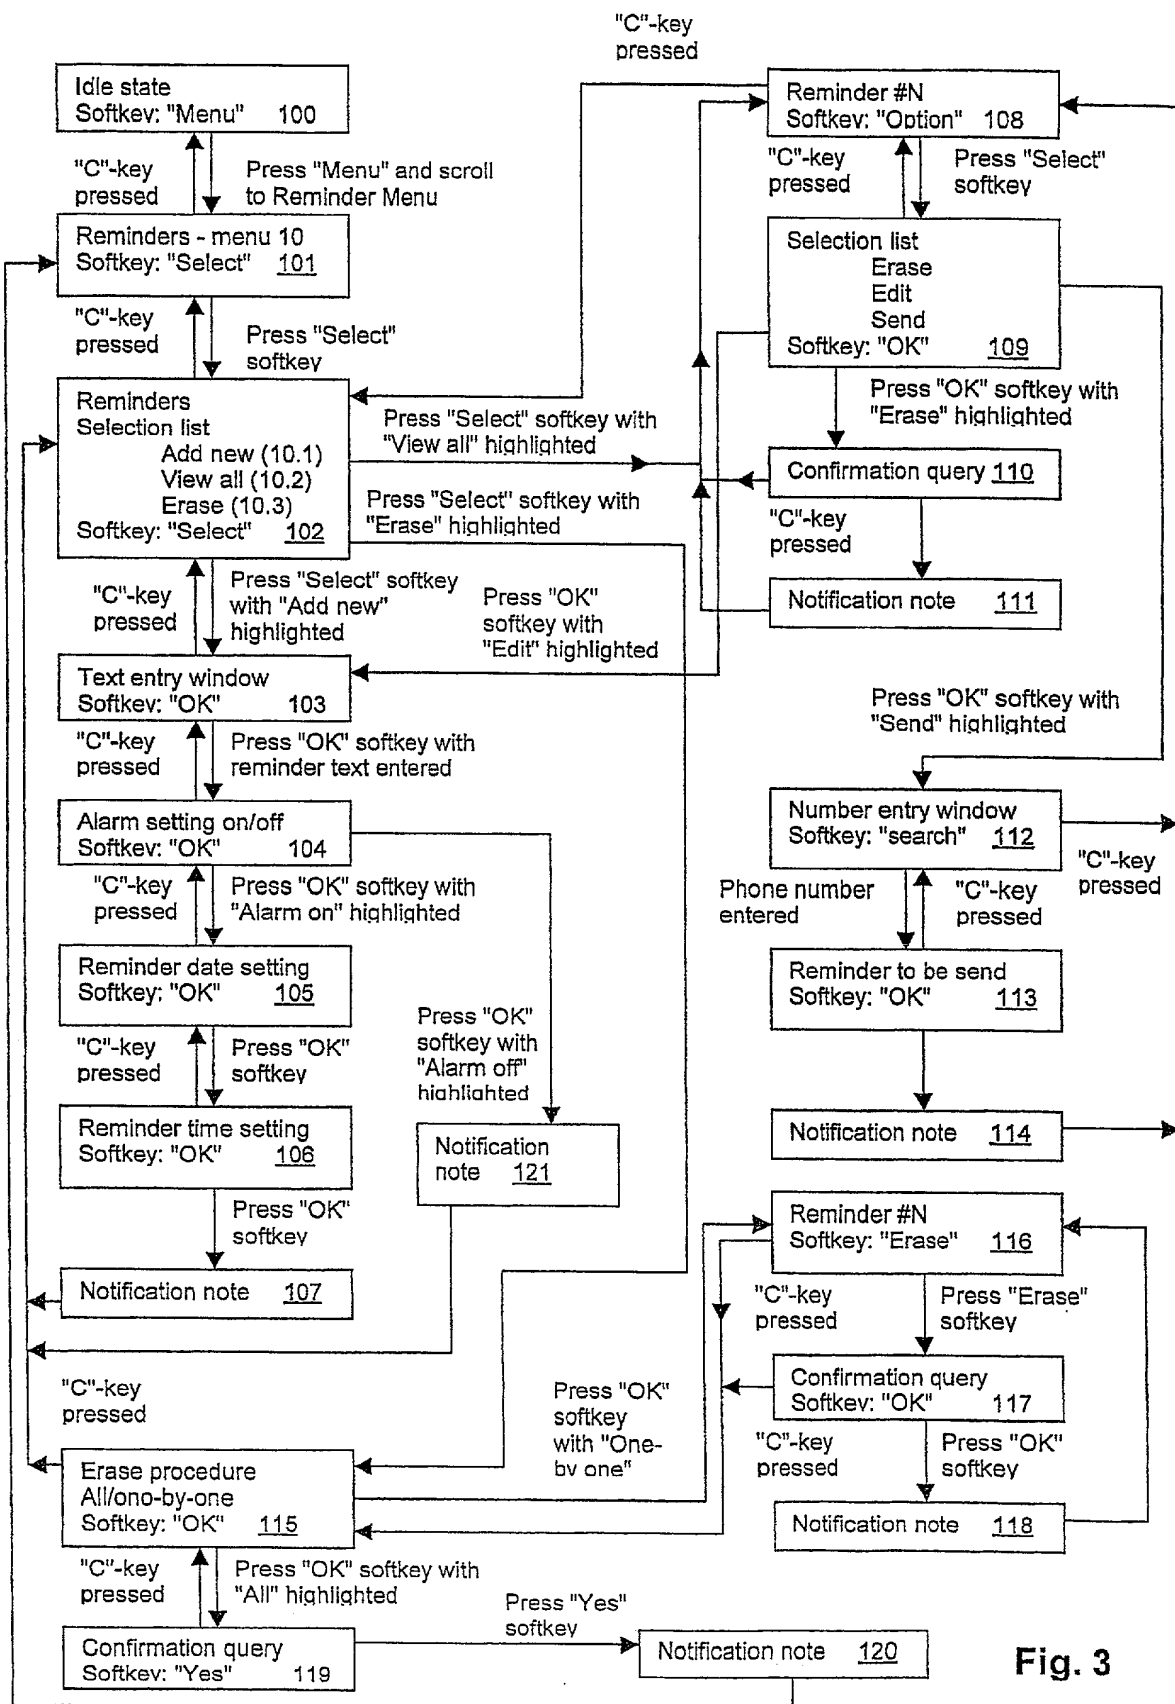 "C"-key
pressed
Idle state
Softkey: "Menu" 100
"C"-key
pressed
Press "Menu" and scroll
to Reminder Menu
Reminders - menu 10
Softkey: "Select" 101
"C"-key
pressed
Press "Select"
softkey
Reminders
Selection list
Add new (10.1)
View all (10.2)
Erase (10.3)
Softkey: "Select" 102
Press "Select" softkey with
"View all" highlighted
Press "Select" softkey with
"Erase" highlighted
"C"-key
pressed
Press "Select" softkey
with "Add new"
highlighted
Press "OK"
softkey with
"Edit" highlighted
Text entry window
Softkey: "OK" 103
"C"-key
pressed
Press "OK" softkey with
reminder text entered
Alarm setting on/off
Softkey: "OK" 104
"C"-key
pressed
Press "OK" softkey with
"Alarm on" highlighted
Reminder date setting
Softkey: "OK" 105
"C"-key
pressed
Press "OK"
softkey
Press "OK"
softkey with
"Alarm off"
highlighted
Reminder time setting
Softkey: "OK" 106
Notification
note 121
Press "OK"
softkey
Notification note 107
"C"-key
pressed
Erase procedure
All/ono-by-one
Softkey: "OK" 115
Press "OK"
softkey
with "One-
by one"
"C"-key
pressed
Press "OK" softkey with
"All" highlighted
Confirmation query
Softkey: "Yes" 119
Press "Yes"
softkey
Notification note 120
Reminder #N
Softkey: "Option" 108
"C"-key
pressed
Press "Select"
softkey
Selection list
Erase
Edit
Send
Softkey: "OK" 109
Press "OK" softkey with
"Erase" highlighted
Confirmation query 110
"C"-key
pressed
Notification note 111
Press "OK" softkey with
"Send" highlighted
Number entry window
Softkey: "search" 112
"C"-key
pressed
Phone number
entered
"C"-key
pressed
Reminder to be send
Softkey: "OK" 113
Notification note 114
Reminder #N
Softkey: "Erase" 116
"C"-key
pressed
Press "Erase"
softkey
Confirmation query
Softkey: "OK" 117
"C"-key
pressed
Press "OK"
softkey
Notification note 118
Fig. 3